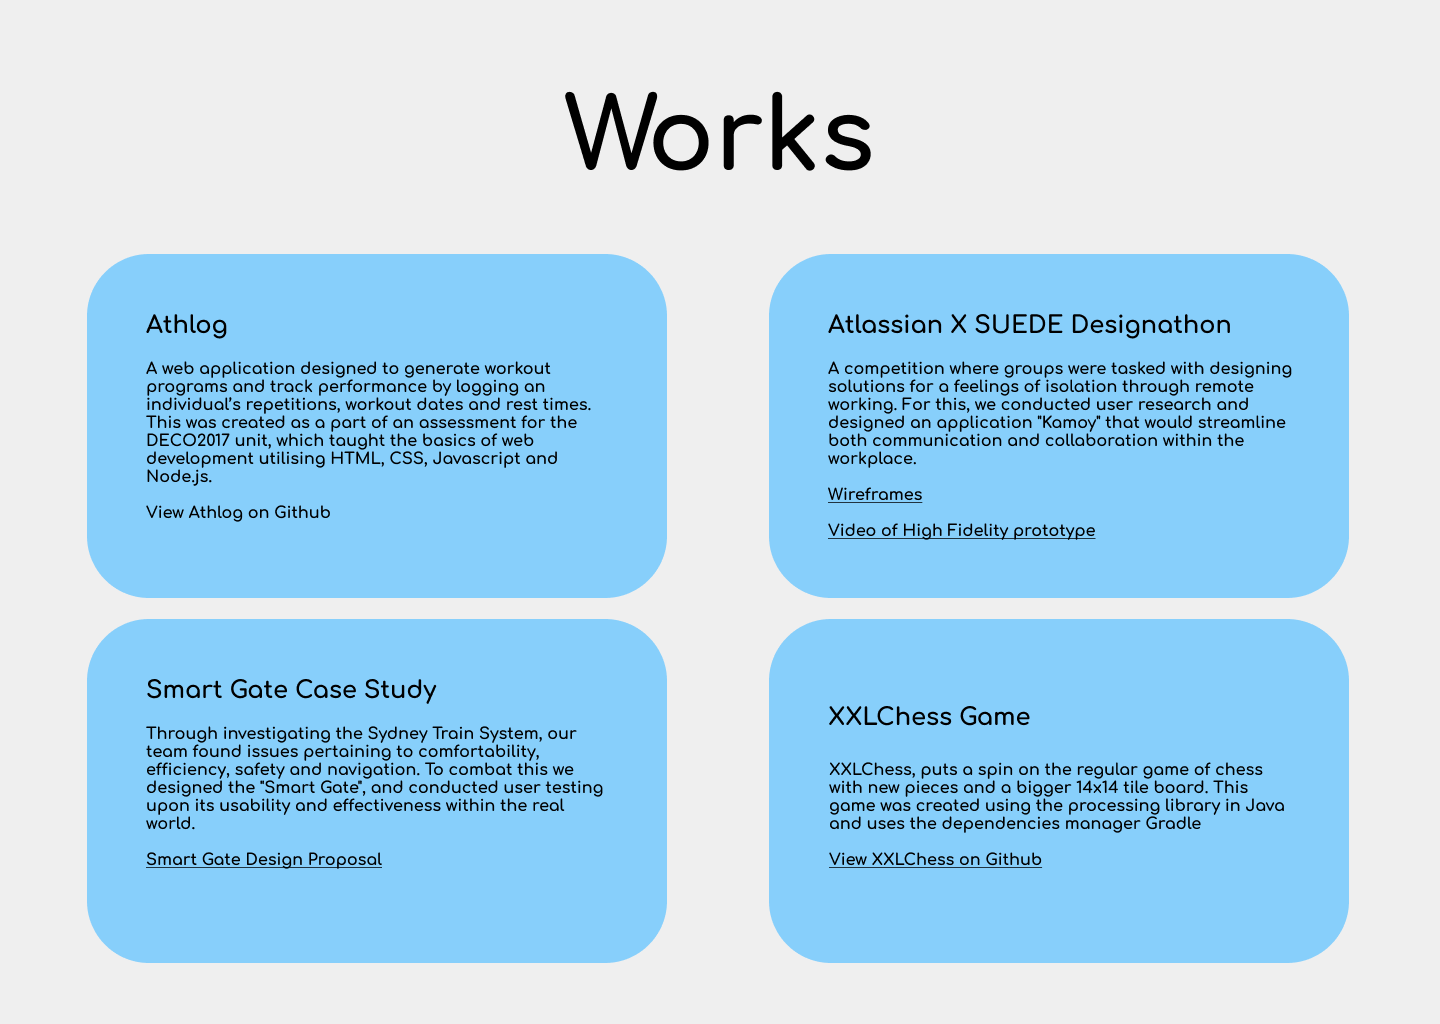 Works
Athlog
A web application designed to generate workout
programs and track performance by logging an
individual's repetitions, workout dates and rest times.
This was created as a part of an assessment for the
DECO2017 unit, which taught the basics of web
development utilising HTML, CSS, Javascript and
Node.js.
View Athlog on Github
Atlassian X SUEDE Designathon
A competition where groups were tasked with designing
solutions for a feelings of isolation through remote
working. For this, we conducted user research and
designed an application "Kamoy" that would streamline
both communication and collaboration within the
workplace.
Wireframes
Video of High Fidelity prototype
Smart Gate Case Study
Through investigating the Sydney Train System, our
team found issues pertaining to comfortability,
efficiency, safety and navigation. To combat this we
designed the "Smart Gate", and conducted user testing
upon its usability and effectiveness within the real
world.
Smart Gate Design Proposal
XXLChess Game
XXLChess, puts a spin on the regular game of chess
with new pieces and a bigger 14x14 tile board. This
game was created using the processing library in Java
and uses the dependencies manager Gradle
View XXLChess on Github